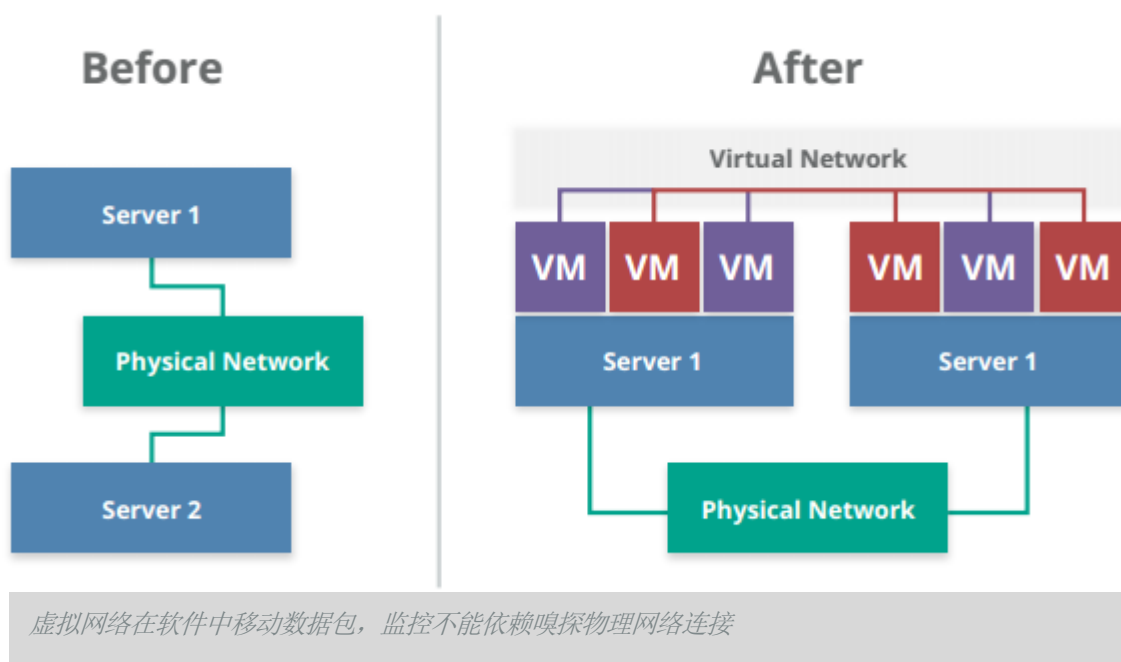 Before
Server 1
Physical Network
Server 2
After
Virtual Network
VM VM VM VM VM VM
Server 1 Server 1
Physical Network
虚拟网络在软件中移动数据包，监控不能依赖嗅探物理网络连接